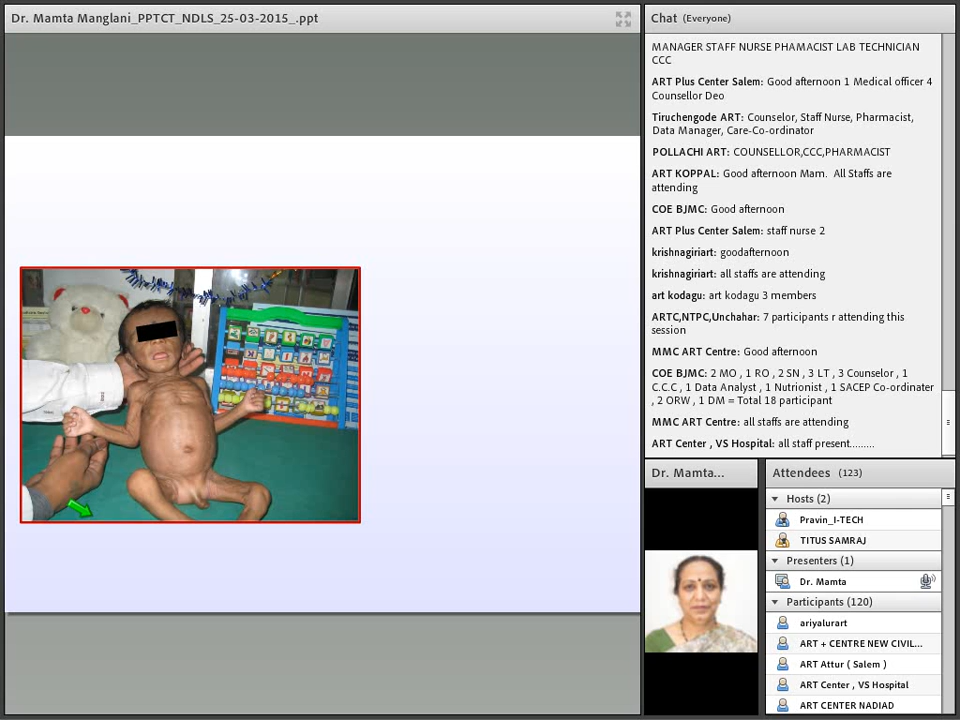 Dr. Mamta Manglani_PPTCT_NDLS_25-03-2015_.ppt
Chat (Everyone)
MANAGER STAFF NURSE PHAMACIST LAB TECHNICIAN
CCC
ART Plus Center Salem: Good afternoon 1 Medical officer 4
Counsellor Deo
Tiruchengode ART: Counselor, Staff Nurse, Pharmacist,
Data Manager, Care-Co-ordinator
POLLACHI ART: COUNSELLOR,CCC,PHARMACIST
ART KOPPAL: Good afternoon Mam.  All Staffs are
attending
COE BJMC: Good afternoon
ART Plus Center Salem: staff nurse 2
krishnagiriart: goodafternoon
krishnagiriart: all staffs are attending
art kodagu: art kodagu 3 members
ARTC,NTPC,Unchahar: 7 participants r attending this
session
MMC ART Centre: Good afternoon
COE BJMC: 2 MO , 1 RO , 2 SN , 3 LT , 3 Counselor , 1
C.C.C , 1 Data Analyst , 1 Nutrionist , 1 SACEP Co-ordinater
, 2 ORW , 1 DM = Total 18 participant
MMC ART Centre: all staffs are attending
ART Center , VS Hospital: all staff present.........
Dr. Mamta...
Attendees (123)
Hosts (2)
Pravin_I-TECH
TITUS SAMRAJ
Presenters (1)
Dr. Mamta
Participants (120)
ariyalurart
ART + CENTRE NEW CIVIL...
ART Attur ( Salem )
ART Center , VS Hospital
ART CENTER NADIAD